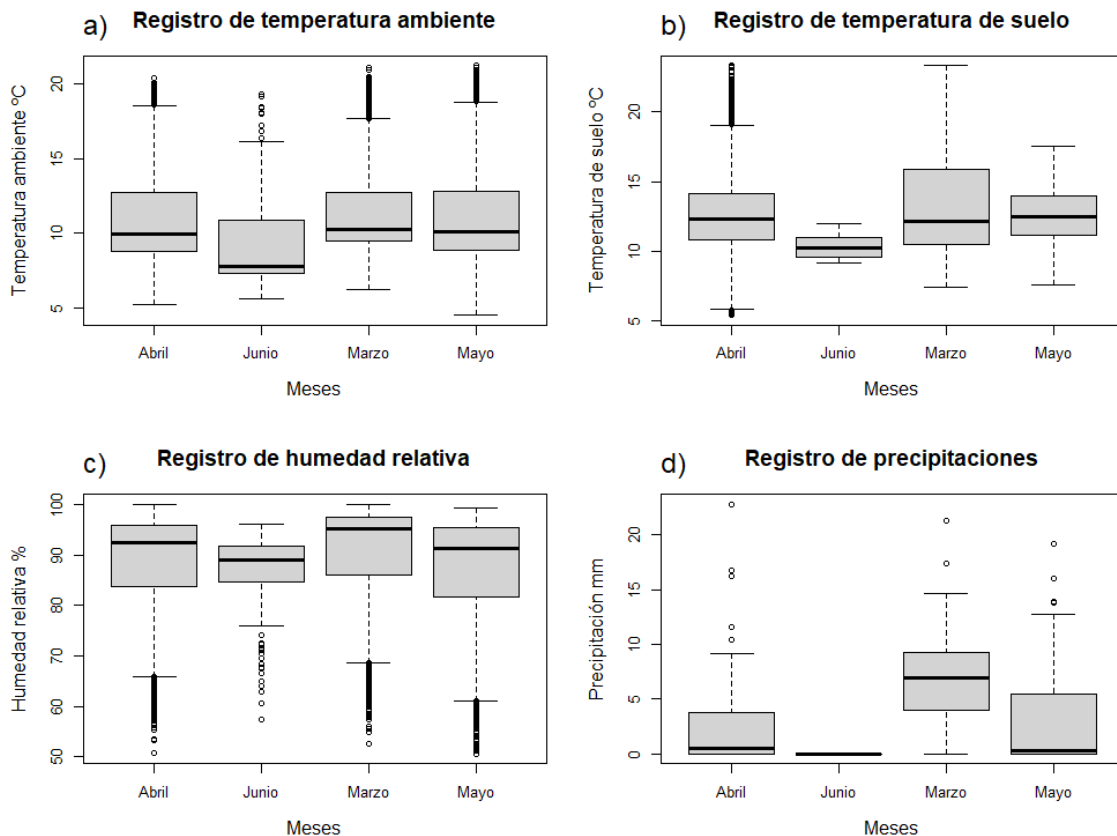 a) Registro de temperatura ambiente
Temperatura ambiente ºC
20
15
10
5
Abril Junio Marzo Mayo
Meses
b) Registro de temperatura de suelo
Temperatura de suelo ºC
20
15
10
5
Abril Junio Marzo Mayo
Meses
c) Registro de humedad relativa
Humedad relativa %
100
90
80
70
60
50
Abril Junio Marzo Mayo
Meses
d) Registro de precipitaciones
Precipitación mm
20
15
10
5
0
Abril Junio Marzo Mayo
Meses